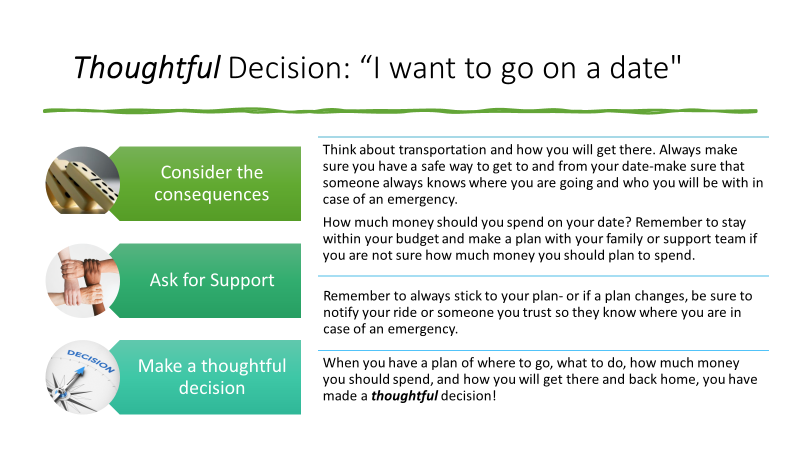 Thoughtful Decision: “I want to go on a date"
Consider the
consequences
Think about transportation and how you will get there. Always make
sure you have a safe way to get to and from your date-make sure that
someone always knows where you are going and who you will be with in
case of an emergency.
How much money should you spend on your date? Remember to stay
within your budget and make a plan with your family or support team if
you are not sure how much money you should plan to spend.
Ask for Support
Remember to always stick to your plan- or if a plan changes, be sure to
notify your ride or someone you trust so they know where you are in
case of an emergency.
DECISION
Make a thoughtful
decision
When you have a plan of where to go, what to do, how much money
you should spend, and how you will get there and back home, you have
made a thoughtful decision!